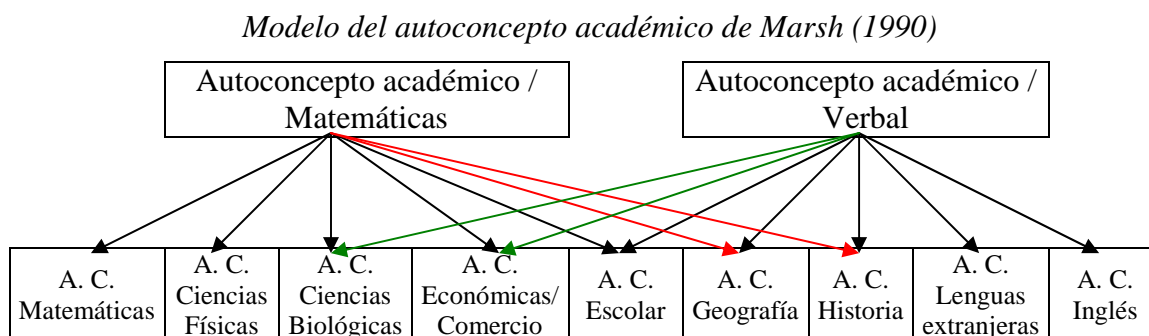 Modelo del autoconcepto académico de Marsh (1990)
Autoconcepto académico /
Matemáticas
Autoconcepto académico /
Verbal
A. C.
Matemáticas
A. C.
Ciencias
Físicas
A. C.
Ciencias
Biológicas
A. C.
Económicas/
Comercio
A. C.
Escolar
A. C.
Geografía
A. C.
Historia
A. C.
Lenguas
extranjeras
A. C.
Inglés